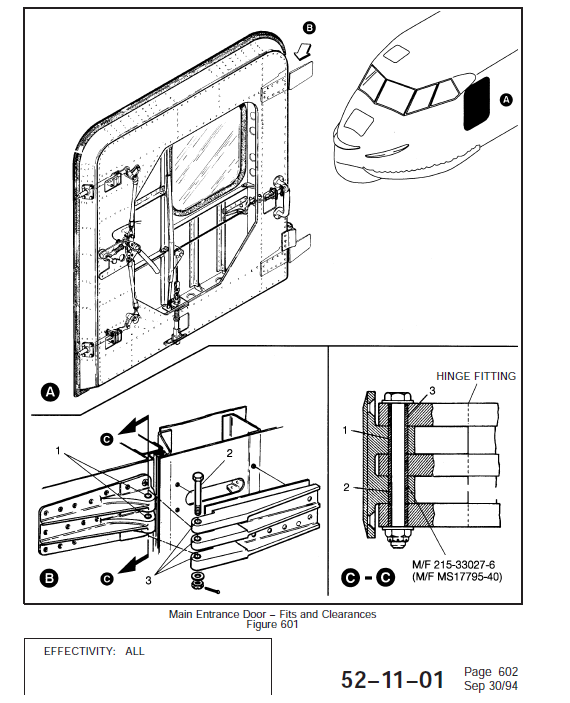 B
A
A
HINGE FITTING
3
C
1
2
1
2
C
3
B
M/F 215-33027-6
(M/F MS17795-40)
C - C
Main Entrance Door – Fits and Clearances
Figure 601
EFFECTIVITY: ALL
52–11–01
Page 602
Sep 30/94